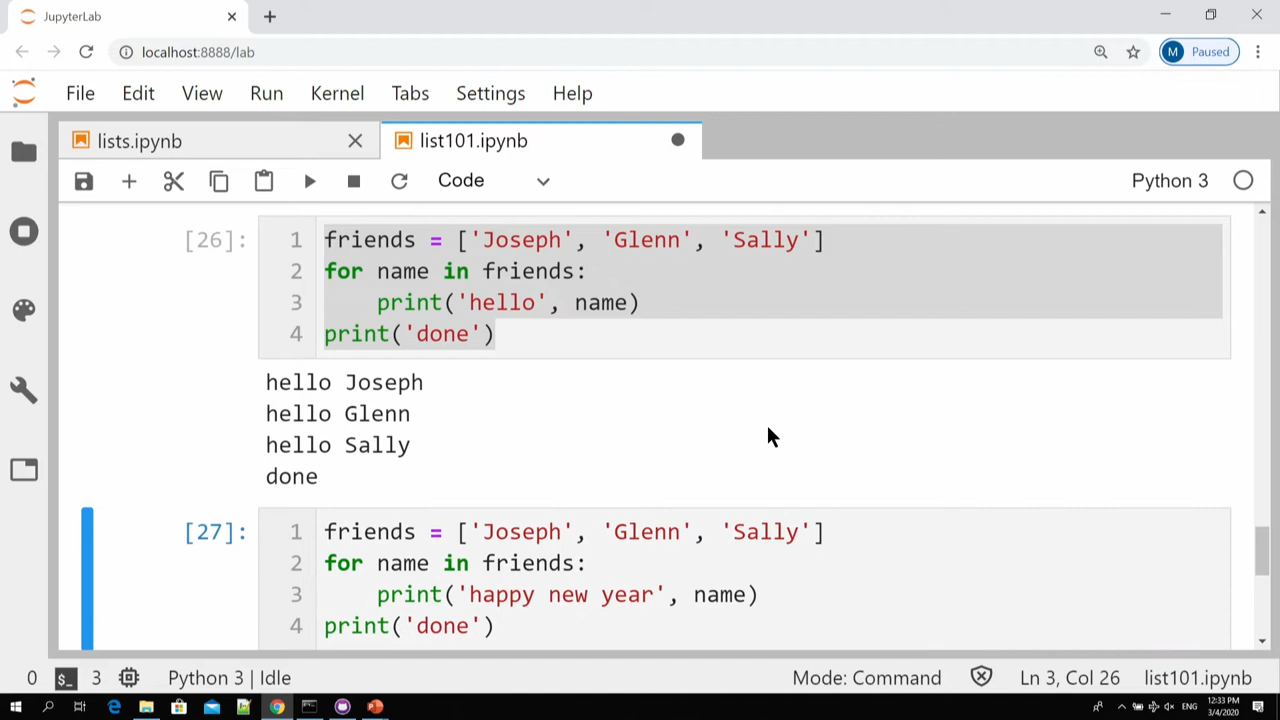 JupyterLab
localhost:8888/lab
M Paused
File Edit View Run Kernel Tabs Settings Help
lists.ipynb
list101.ipynb
Code
Python 3
[26]:
1 friends = ['Joseph', 'Glenn', 'Sally']
2 for name in friends:
3 print('hello', name)
4 print('done')
hello Joseph
hello Glenn
hello Sally
done
[27]:
1 friends = ['Joseph', 'Glenn', 'Sally']
2 for name in friends:
3 print('happy new year', name)
4 print('done')
0 $_ 3 Python 3 | Idle Mode: Command Ln 3, Col 26 list101.ipynb
ENG
12:33 PM
3/4/2020